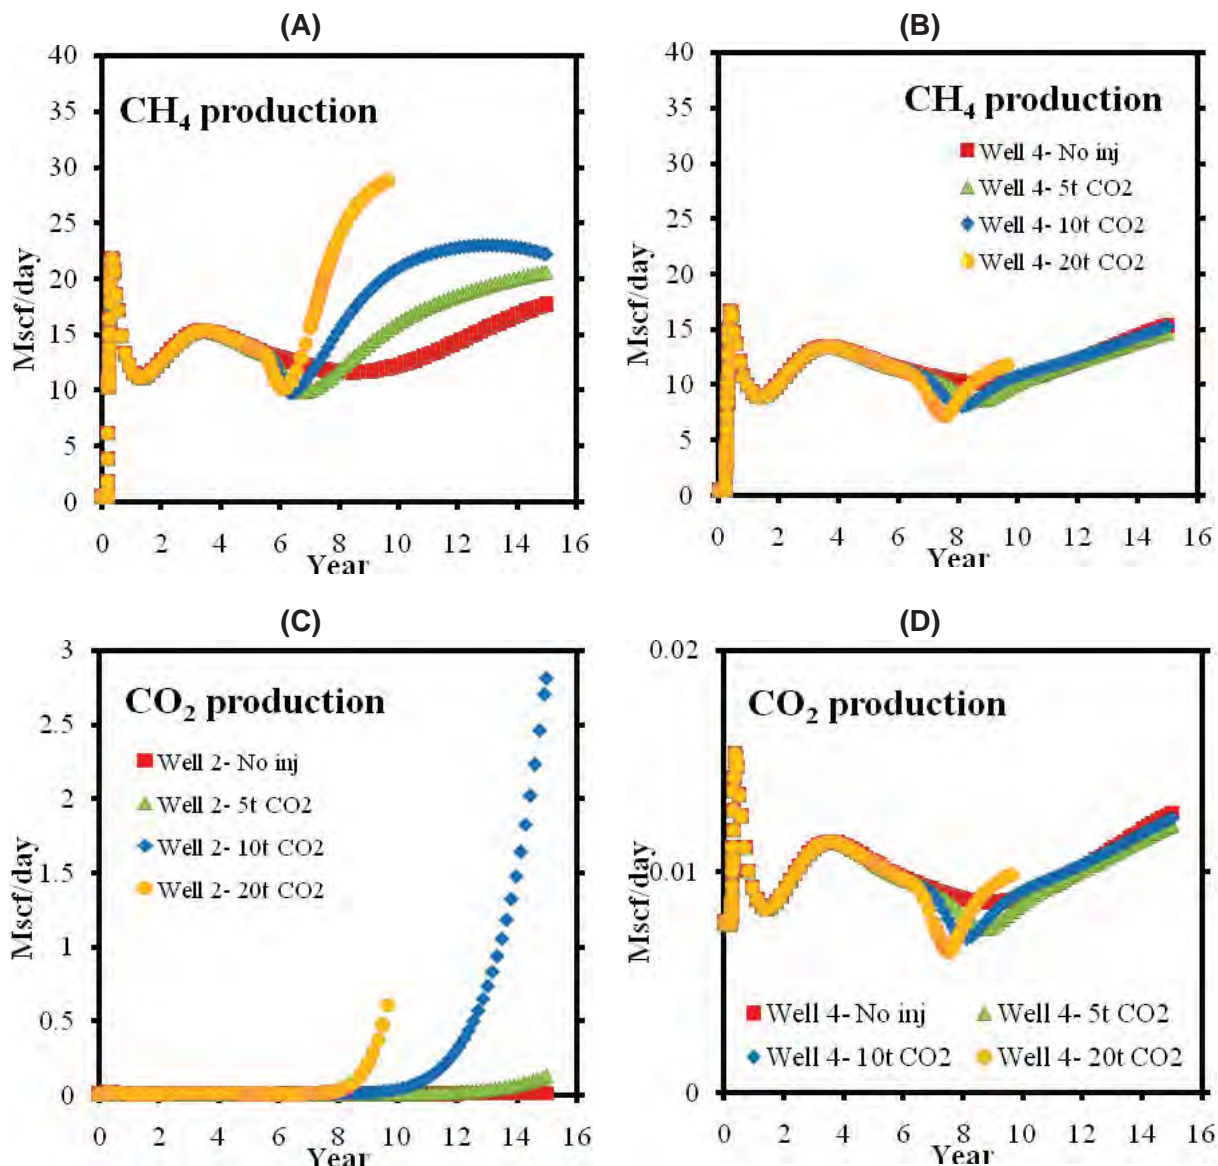 (A)
40
35
30
25
20
15
10
5
0
CH4 production
Mscf/day
0 2 4 6 8 10 12 14 16
Year
(B)
40
35
30
25
20
15
10
5
0
CH4 production
Well 4- No inj
Well 4- 5t CO2
Well 4- 10t CO2
Well 4- 20t CO2
Mscf/day
0 2 4 6 8 10 12 14 16
Year
(C)
3
2.5
2
1.5
1
0.5
0
CO2 production
Well 2- No inj
Well 2- 5t CO2
Well 2- 10t CO2
Well 2- 20t CO2
Mscf/day
0 2 4 6 8 10 12 14 16
Year
(D)
0.02
0.01
0
CO2 production
Mscf/day
Well 4- No inj Well 4- 5t CO2
Well 4- 10t CO2 Well 4- 20t CO2
0 2 4 6 8 10 12 14 16
Year